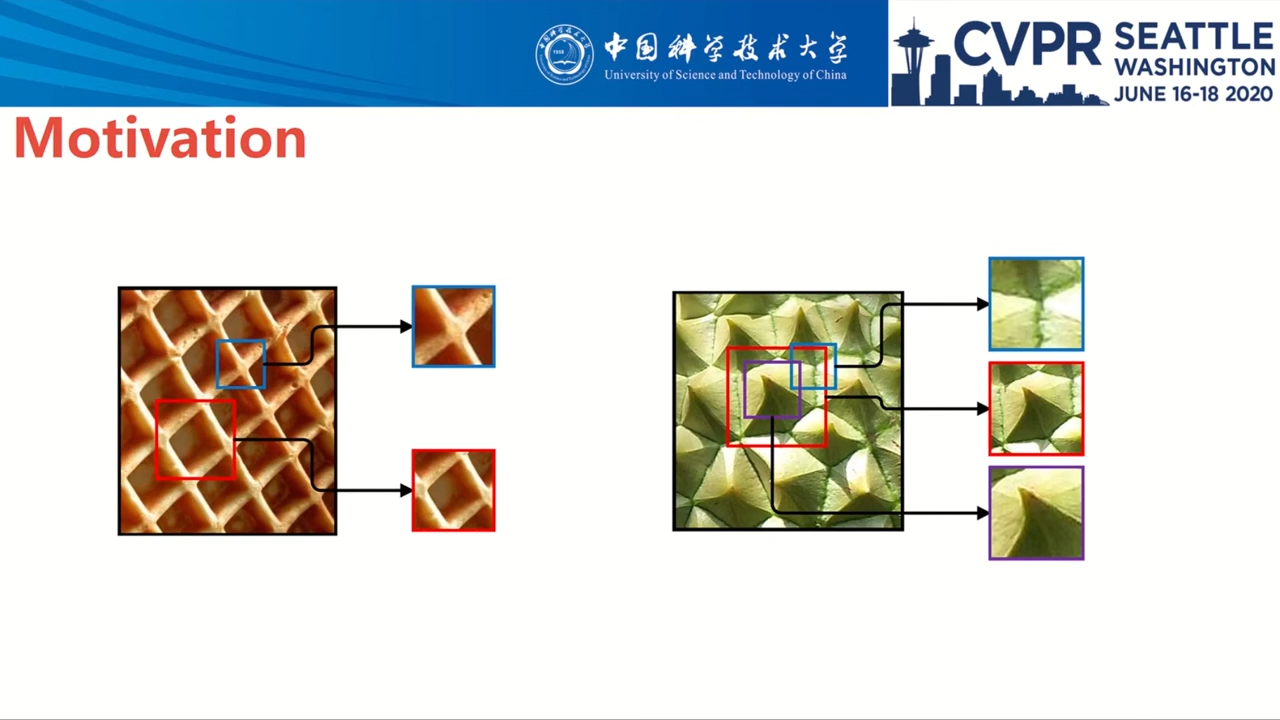 中国科学技术大学
University of Science and Technology of China
CVPR
SEATTLE
WASHINGTON
JUNE 16-18 2020
Motivation